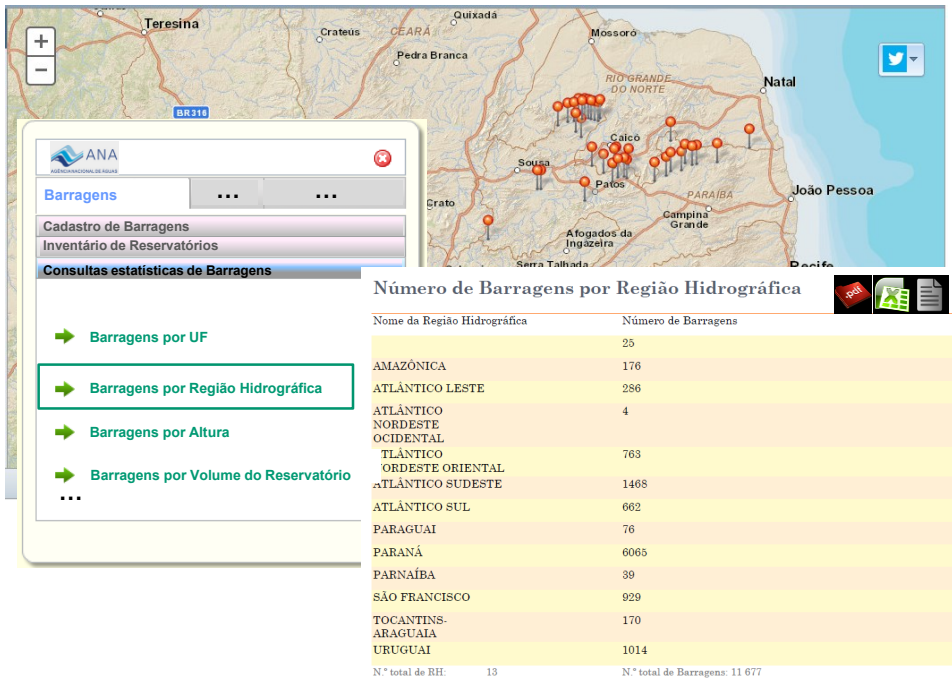 Teresina
Crateús
CEARÁ
Quixadá
Pedra Branca
Mossoró
RIO GRANDE
DO NORTE
Natal
BR316
+
−
Caicó
Sousa
Patos
PARAÍBA
João Pessoa
Crato
Campina
Grande
Afogados da
Ingazeira
Serra Talhada
Recife
ANA
AGÊNCIA NACIONAL DE ÁGUAS
Barragens ... ...
Cadastro de Barragens
Inventário de Reservatórios
Consultas estatísticas de Barragens
Barragens por UF
Barragens por Região Hidrográfica
Barragens por Altura
Barragens por Volume do Reservatório
...
Número de Barragens por Região Hidrográfica
.pdf
Nome da Região Hidrográfica Número de Barragens
25
AMAZÔNICA 176
ATLÂNTICO LESTE 286
ATLÂNTICO 4
NORDESTE
OCIDENTAL
TLÂNTICO 763
ORDESTE ORIENTAL
ATLÂNTICO SUDESTE 1468
ATLÂNTICO SUL 662
PARAGUAI 76
PARANÁ 6065
PARNAÍBA 39
SÃO FRANCISCO 929
TOCANTINS- 170
ARAGUAIA
URUGUAI 1014
N.º total de RH: 13 N.º total de Barragens: 11 677